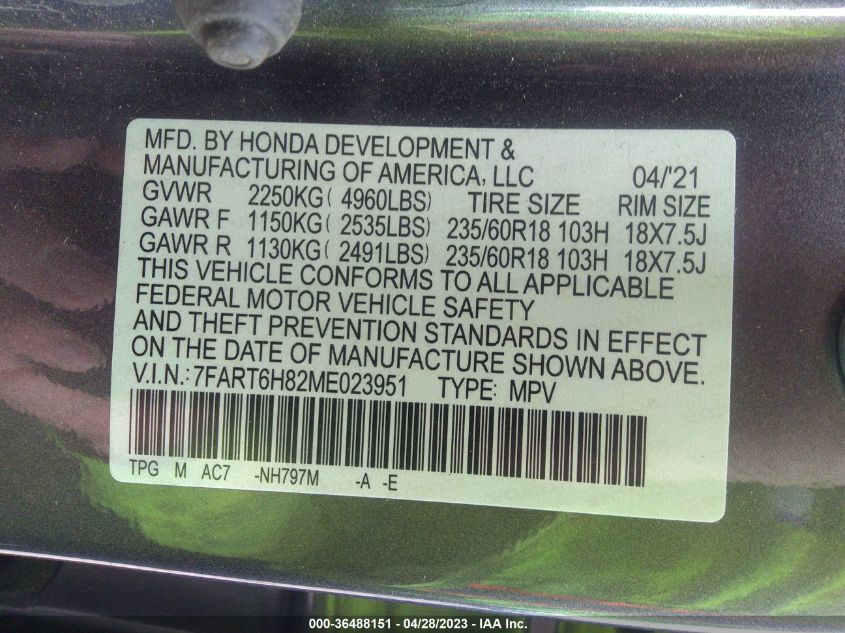 MFD. BY HONDA DEVELOPMENT &
MANUFACTURING OF AMERICA, LLC 04/'21
GVWR 2250KG( 4960LBS) TIRE SIZE RIM SIZE
GAWR F 1150KG( 2535LBS) 235/60R18 103H 18X7.5J
GAWR R 1130KG( 2491LBS) 235/60R18 103H 18X7.5J
THIS VEHICLE CONFORMS TO ALL APPLICABLE
FEDERAL MOTOR VEHICLE SAFETY
AND THEFT PREVENTION STANDARDS IN EFFECT
ON THE DATE OF MANUFACTURE SHOWN ABOVE.
V.I.N.: 7FART6H82ME023951 TYPE: MPV
TPG M AC7 -NH797M -A -E
000-36488151 - 04/28/2023 - IAA Inc.